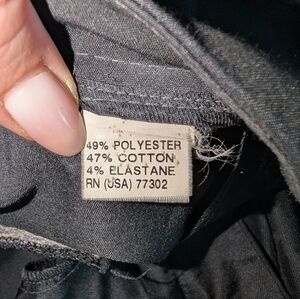 49% POLYESTER
47% COTTON
4% ELASTANE
RN (USA) 77302